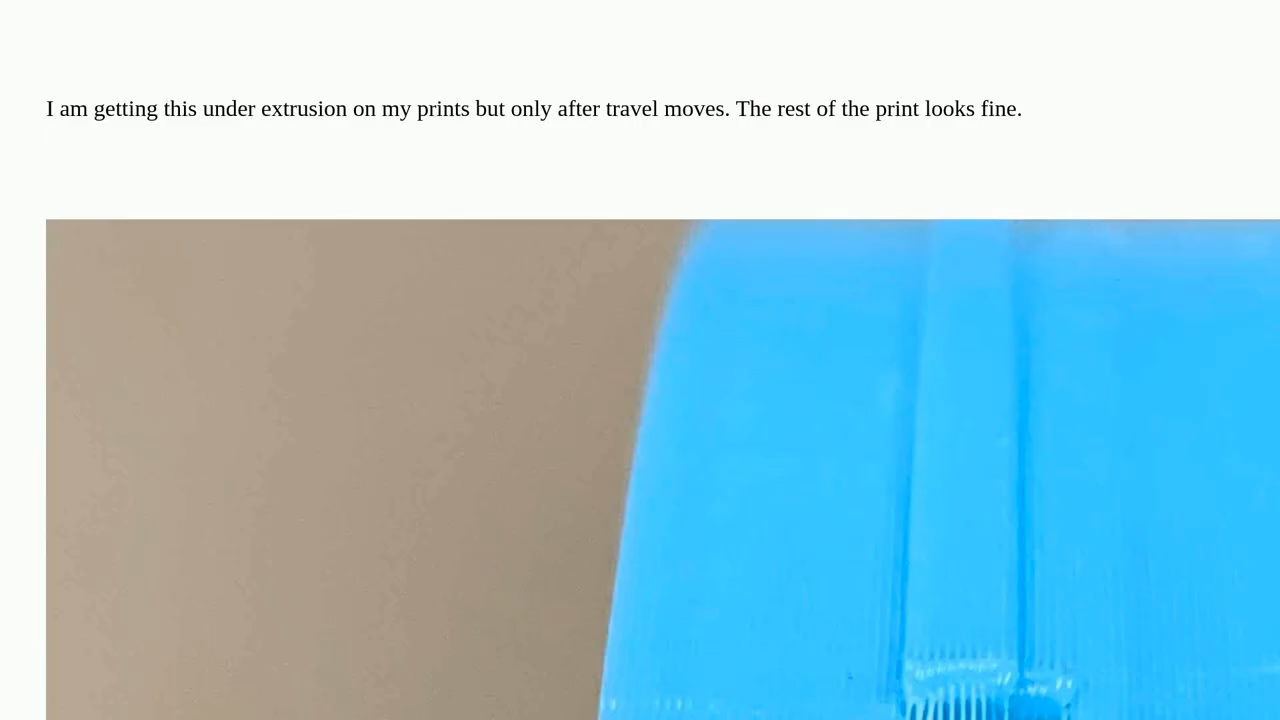 I am getting this under extrusion on my prints but only after travel moves. The rest of the print looks fine.